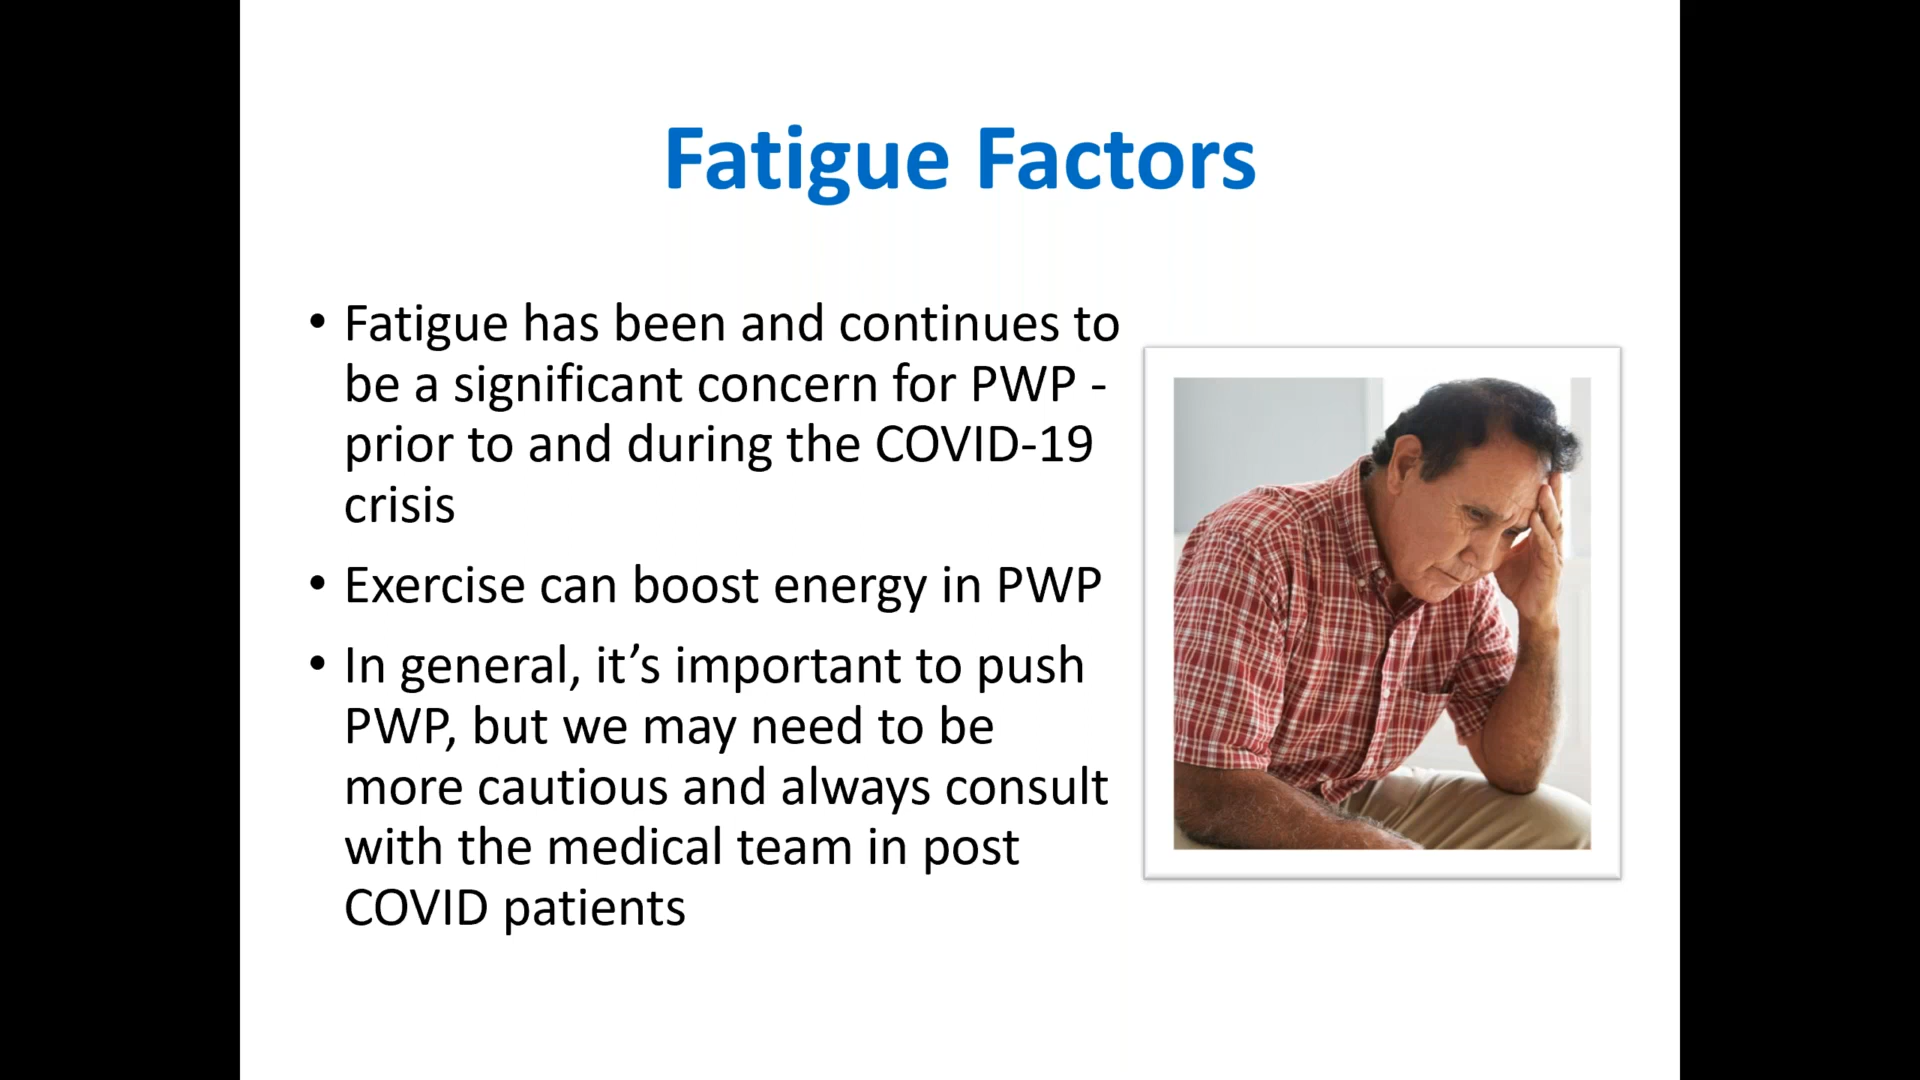 Fatigue Factors
• Fatigue has been and continues to
be a significant concern for PWP -
prior to and during the COVID-19
crisis
• Exercise can boost energy in PWP
• In general, it’s important to push
PWP, but we may need to be
more cautious and always consult
with the medical team in post
COVID patients